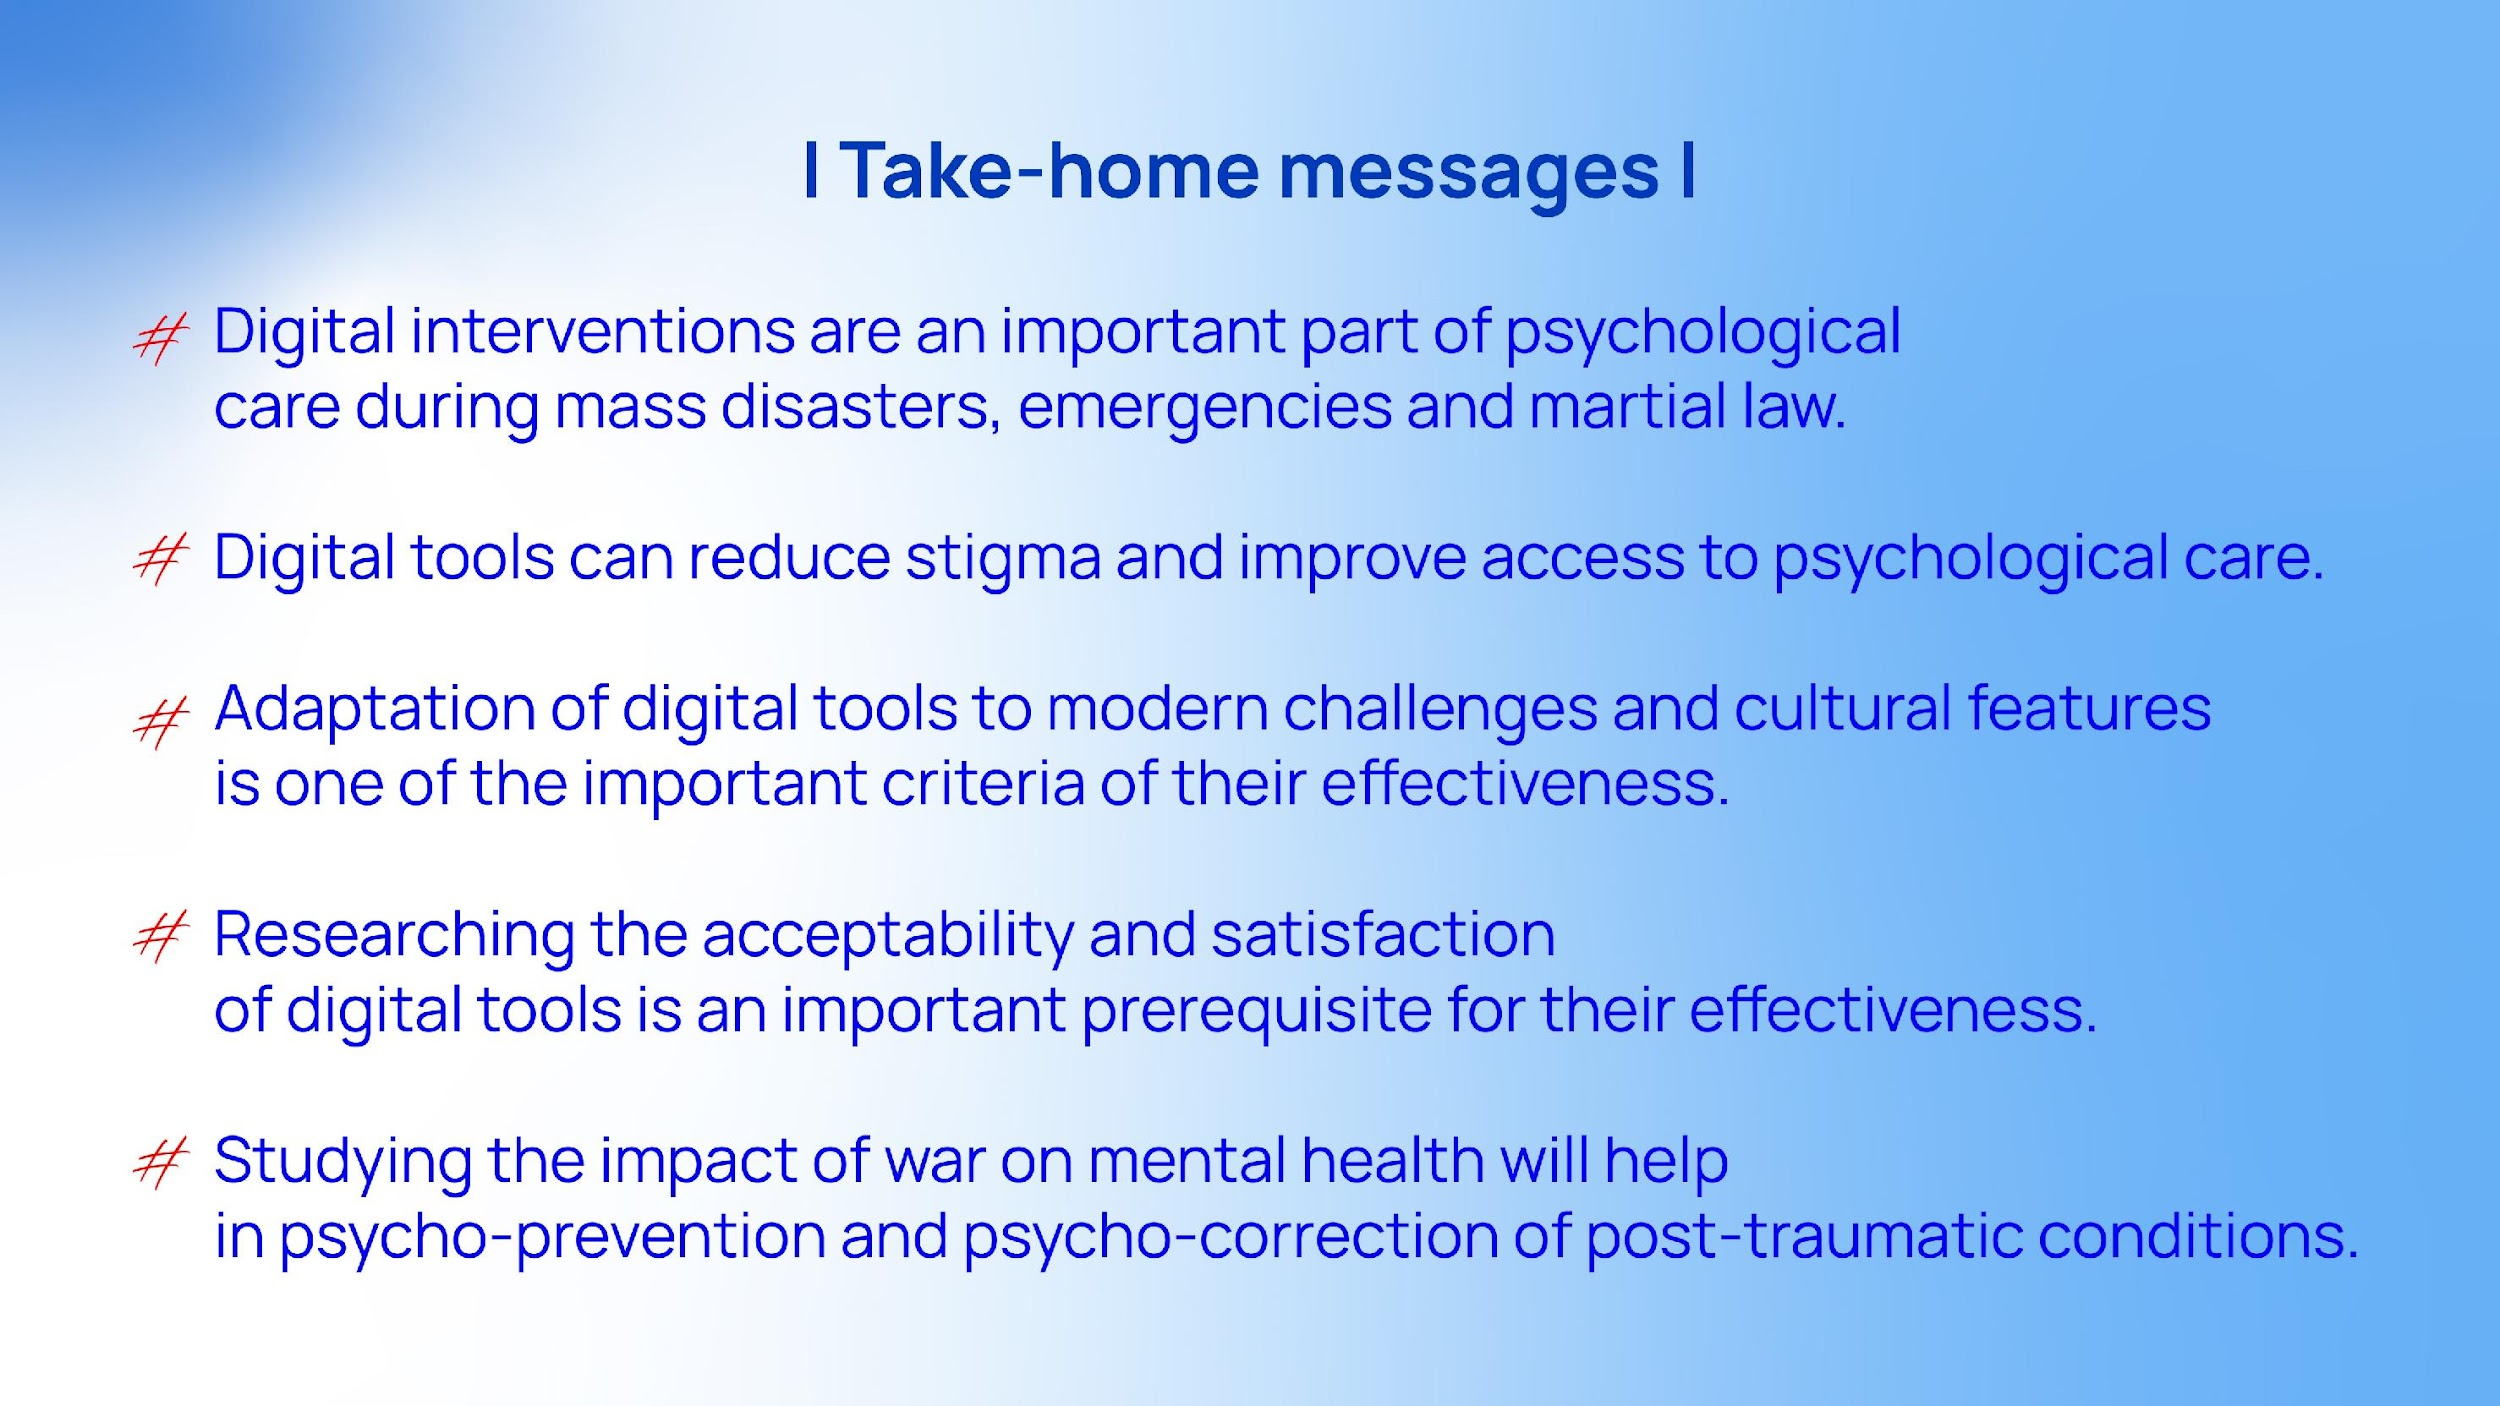 | Take-home messages |
# Digital interventions are an important part of psychological
care during mass disasters, emergencies and martial law.
# Digital tools can reduce stigma and improve access to psychological care.
# Adaptation of digital tools to modern challenges and cultural features
is one of the important criteria of their effectiveness.
# Researching the acceptability and satisfaction
of digital tools is an important prerequisite for their effectiveness.
# Studying the impact of war on mental health will help
in psycho-prevention and psycho-correction of post-traumatic conditions.